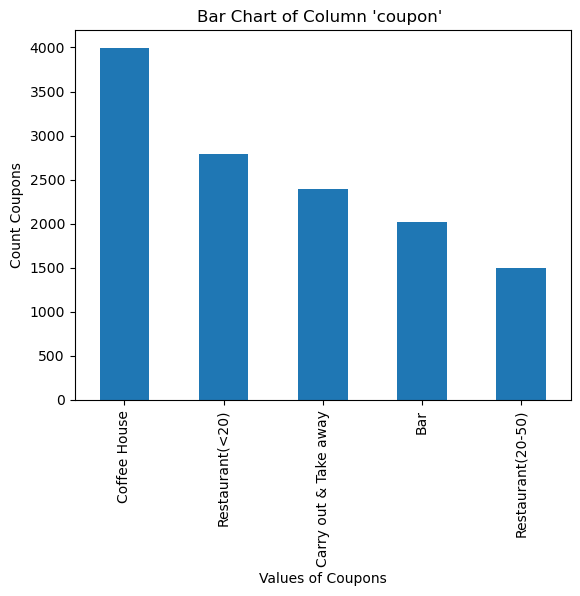 Bar Chart of Column 'coupon'
Count Coupons
4000
3500
3000
2500
2000
1500
1000
500
0
Coffee House
Restaurant(<20)
Carry out & Take away
Bar
Restaurant(20-50)
Values of Coupons